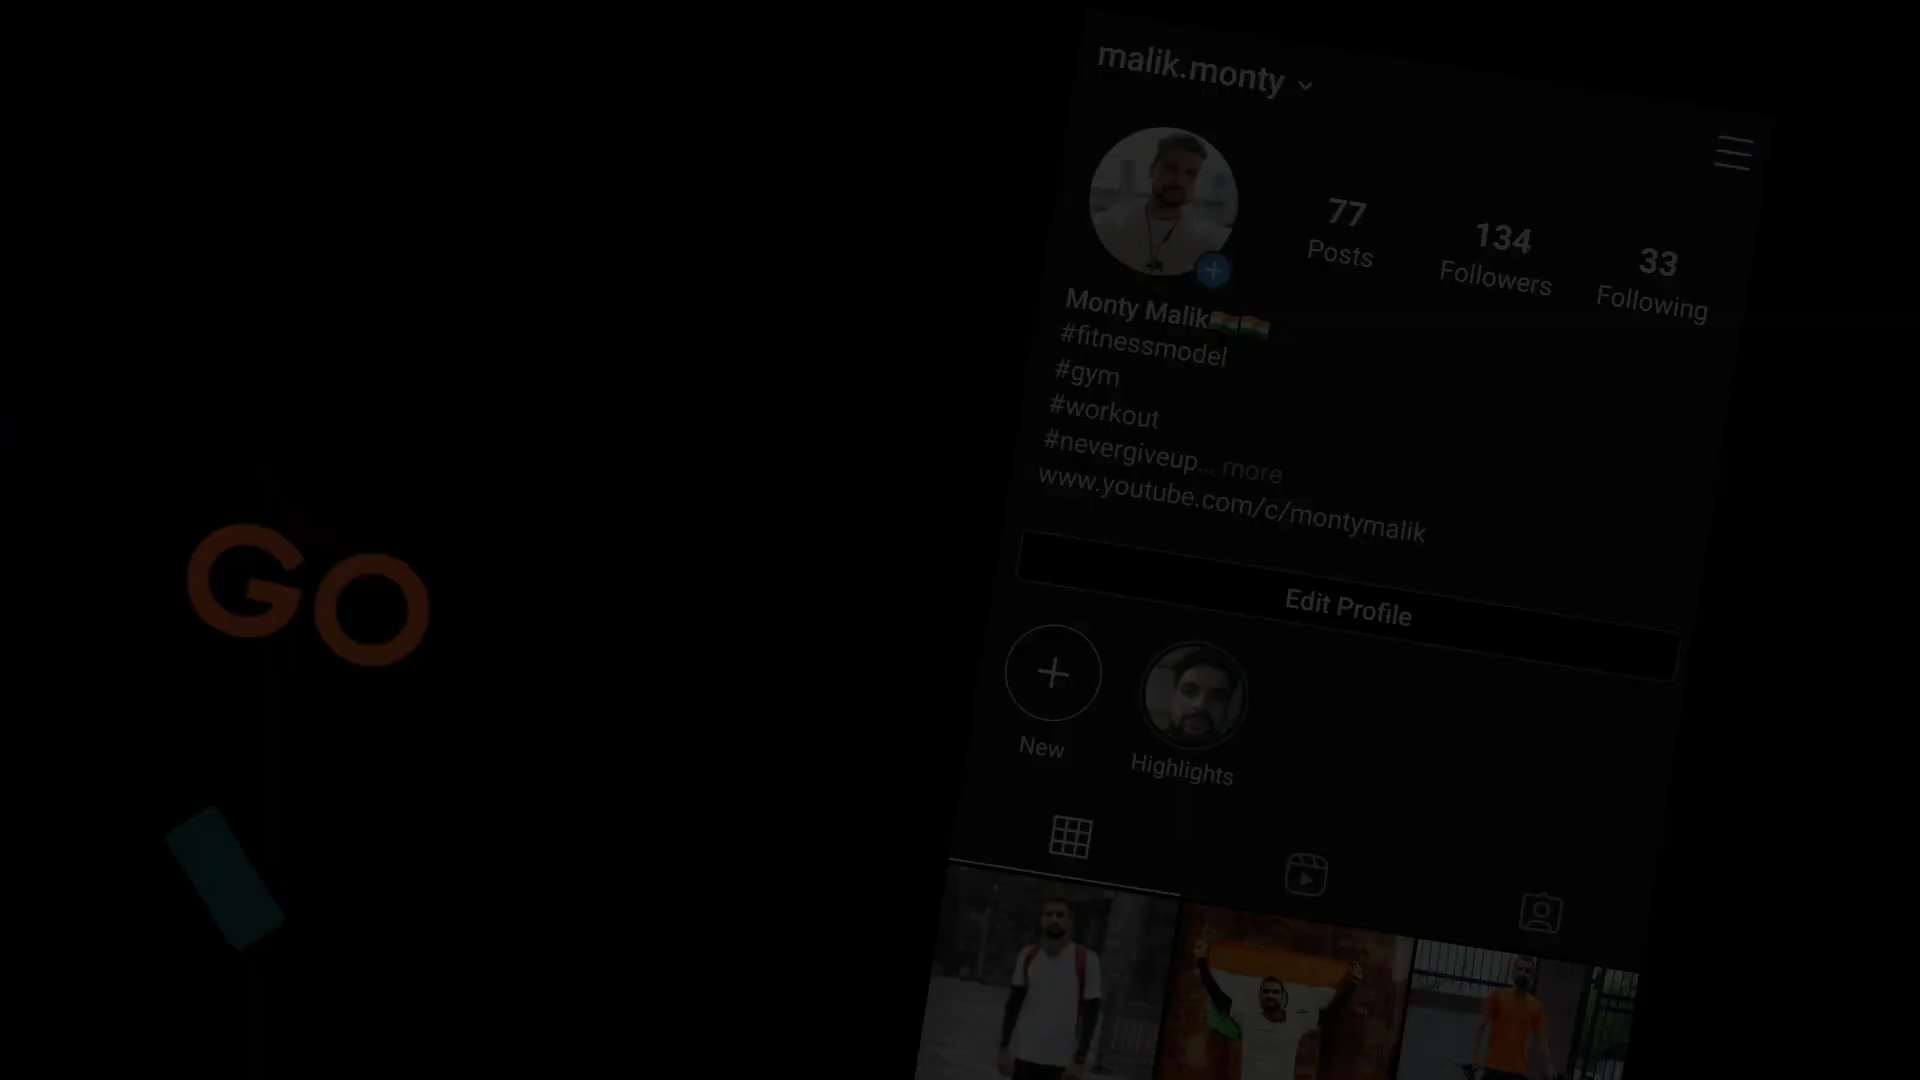 malik.monty
77 134 33
Posts Followers Following
Monty Malik🇮🇳🇮🇳
#fitnessmodel
#gym
#workout
#nevergiveup... more
www.youtube.com/c/montymalik
Edit Profile
New Highlights
GO